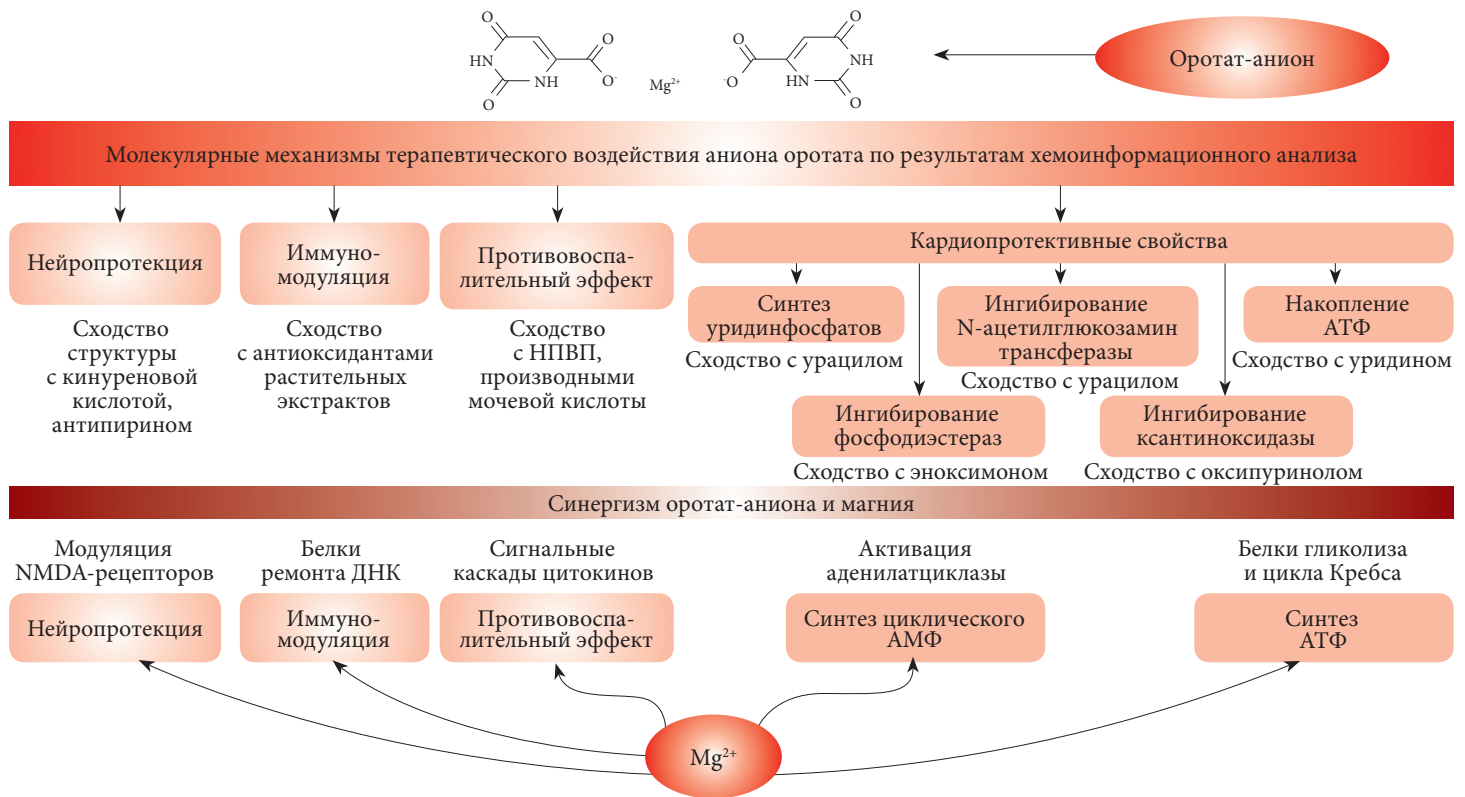 O
O
HN
NH
O
O
O⁻
Mg²⁺
O
O
⁻O
NH
HN
O
Оротат-анион
Молекулярные механизмы терапевтического воздействия аниона оротата по результатам хемоинформационного анализа
Нейропротекция
Сходство
структуры
с кинуреновой
кислотой,
антипирином
Иммуно-
модуляция
Сходство
с антиоксидантами
растительных
экстрактов
Противовоспа-
лительный эффект
Сходство
с НПВП,
производными
мочевой кислоты
Кардиопротективные свойства
Синтез
уридинфосфатов
Сходство с урацилом
Ингибирование
N-ацетилглюкозамин
трансферазы
Сходство с урацилом
Накопление
АТФ
Сходство с уридином
Ингибирование
фосфодиэстераз
Сходство с эноксимоном
Ингибирование
ксантиноксидазы
Сходство с оксипуринолом
Синергизм оротат-аниона и магния
Модуляция
NMDA-рецепторов
Нейропротекция
Белки
ремонта ДНК
Иммуно-
модуляция
Сигнальные
каскады цитокинов
Противовоспа-
лительный эффект
Активация
аденилатциклазы
Синтез циклического
АМФ
Белки гликолиза
и цикла Кребса
Синтез
АТФ
Mg²⁺